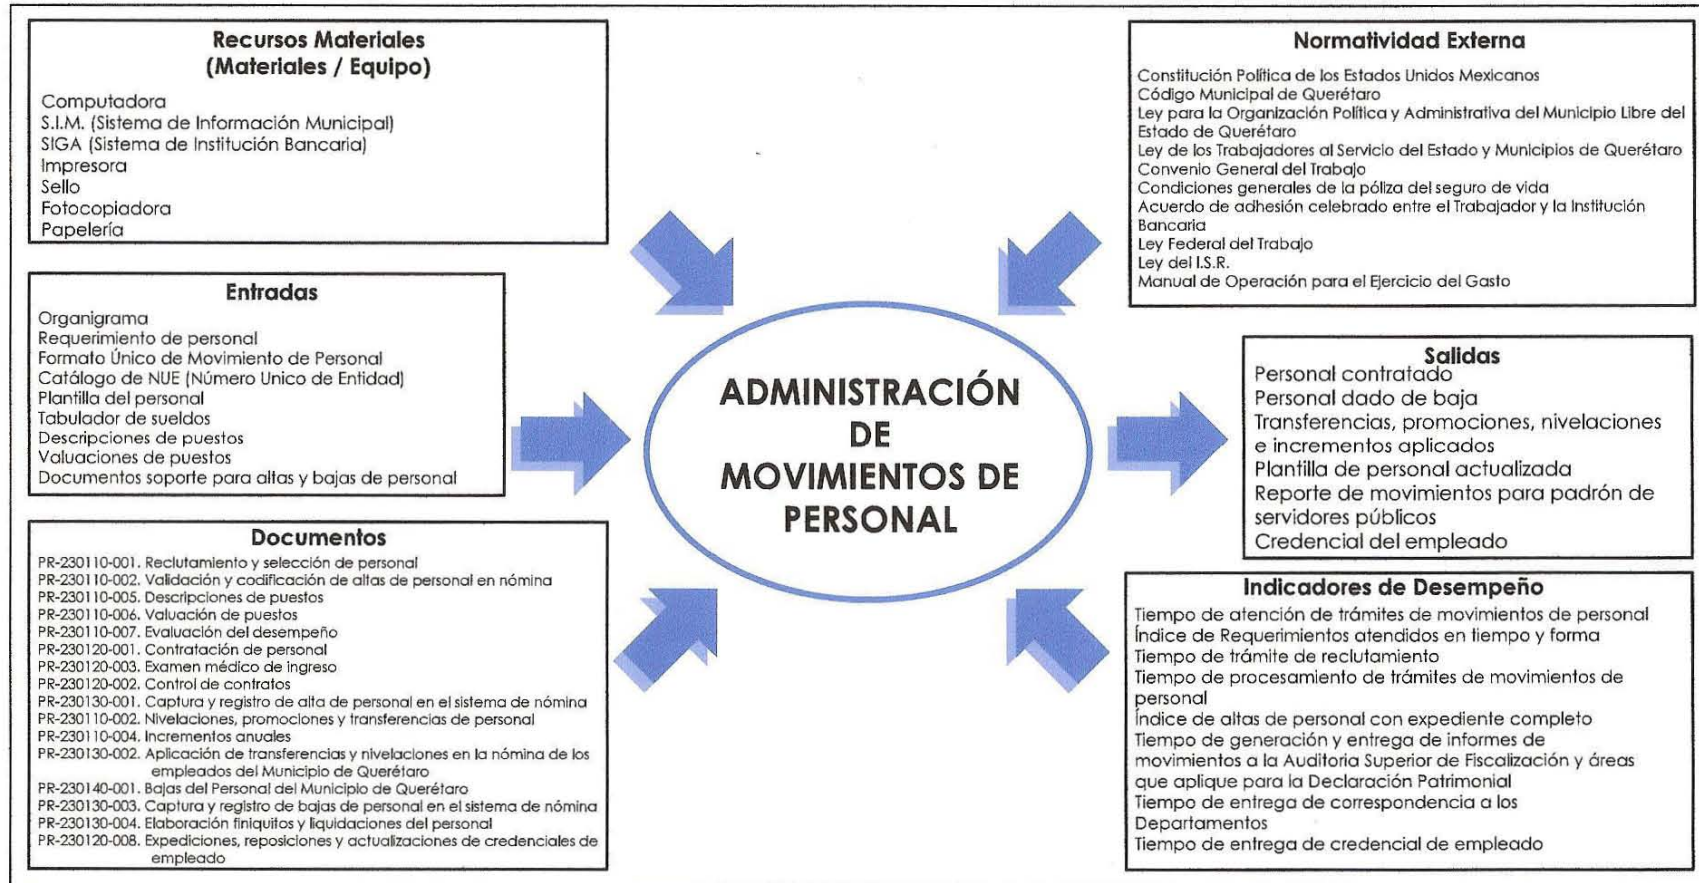 Recursos Materiales
(Materiales / Equipo)
Computadora
S.I.M. (Sistema de Información Municipal)
SIGA (Sistema de Institución Bancaria)
Impresora
Sello
Fotocopiadora
Papelería
Entradas
Organigrama
Requerimiento de personal
Formato Único de Movimiento de Personal
Catálogo de NUE (Número Unico de Entidad)
Plantilla del personal
Tabulador de sueldos
Descripciones de puestos
Valuaciones de puestos
Documentos soporte para altas y bajas de personal
Documentos
PR-230110-001. Reclutamiento y selección de personal
PR-230110-002. Validación y codificación de altas de personal en nómina
PR-230110-005. Descripciones de puestos
PR-230110-006. Valuación de puestos
PR-230110-007. Evaluación del desempeño
PR-230120-001. Contratación de personal
PR-230120-003. Examen médico de ingreso
PR-230120-002. Control de contratos
PR-230130-001. Captura y registro de alta de personal en el sistema de nómina
PR-230110-002. Nivelaciones, promociones y transferencias de personal
PR-230110-004. Incrementos anuales
PR-230130-002. Aplicación de transferencias y nivelaciones en la nómina de los
empleados del Municipio de Querétaro
PR-230140-001. Bajas del Personal del Municipio de Querétaro
PR-230130-003. Captura y registro de bajas de personal en el sistema de nómina
PR-230130-004. Elaboración finiquitos y liquidaciones del personal
PR-230120-008. Expediciones, reposiciones y actualizaciones de credenciales de
empleado
ADMINISTRACIÓN
DE
MOVIMIENTOS DE
PERSONAL
Normatividad Externa
Constitución Política de los Estados Unidos Mexicanos
Código Municipal de Querétaro
Ley para la Organización Política y Administrativa del Municipio Libre del
Estado de Querétaro
Ley de los Trabajadores al Servicio del Estado y Municipios de Querétaro
Convenio General del Trabajo
Condiciones generales de la póliza del seguro de vida
Acuerdo de adhesión celebrado entre el Trabajador y la Institución
Bancaria
Ley Federal del Trabajo
Ley del I.S.R.
Manual de Operación para el Ejercicio del Gasto
Salidas
Personal contratado
Personal dado de baja
Transferencias, promociones, nivelaciones
e incrementos aplicados
Plantilla de personal actualizada
Reporte de movimientos para padrón de
servidores públicos
Credencial del empleado
Indicadores de Desempeño
Tiempo de atención de trámites de movimientos de personal
Índice de Requerimientos atendidos en tiempo y forma
Tiempo de trámite de reclutamiento
Tiempo de procesamiento de trámites de movimientos de
personal
Índice de altas de personal con expediente completo
Tiempo de generación y entrega de informes de
movimientos a la Auditoria Superior de Fiscalización y áreas
que aplique para la Declaración Patrimonial
Tiempo de entrega de correspondencia a los
Departamentos
Tiempo de entrega de credencial de empleado